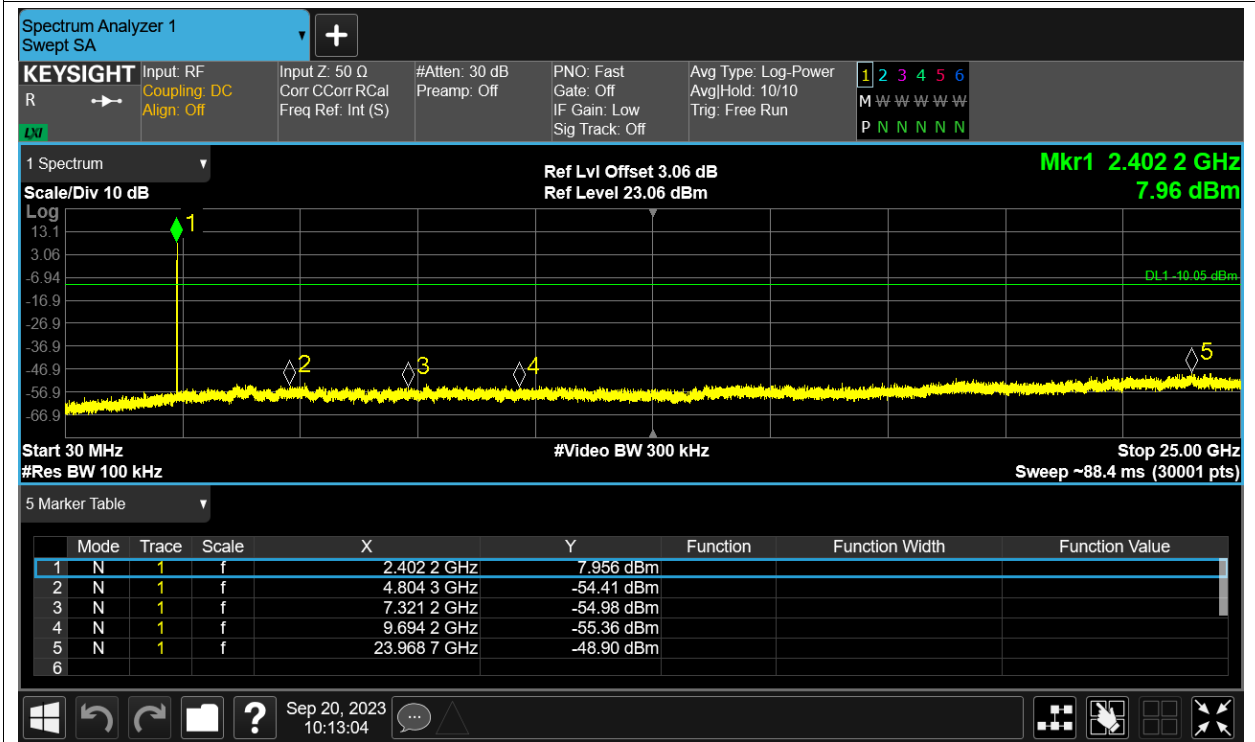 Spectrum Analyzer 1
Swept SA
KEYSIGHT
R
LXI
Input: RF
Coupling: DC
Align: Off
Input Z: 50 Ω
Corr CCorr RCal
Freq Ref: Int (S)
#Atten: 30 dB
Preamp: Off
PNO: Fast
Gate: Off
IF Gain: Low
Sig Track: Off
Avg Type: Log-Power
Avg|Hold: 10/10
Trig: Free Run
1 2 3 4 5 6
M W W W W W
P N N N N N
1 Spectrum
Scale/Div 10 dB
Ref Lvl Offset 3.06 dB
Ref Level 23.06 dBm
Mkr1 2.402 2 GHz
7.96 dBm
Log
13.1
3.06
-6.94
-16.9
-26.9
-36.9
-46.9
-56.9
-66.9
1
DL1 -10.05 dBm
2
3
4
5
Start 30 MHz
#Video BW 300 kHz
Stop 25.00 GHz
#Res BW 100 kHz
Sweep ~88.4 ms (30001 pts)
5 Marker Table
Mode Trace Scale X Y Function Function Width Function Value
1 N 1 f 2.402 2 GHz 7.956 dBm
2 N 1 f 4.804 3 GHz -54.41 dBm
3 N 1 f 7.321 2 GHz -54.98 dBm
4 N 1 f 9.694 2 GHz -55.36 dBm
5 N 1 f 23.968 7 GHz -48.90 dBm
6
?
Sep 20, 2023
10:13:04